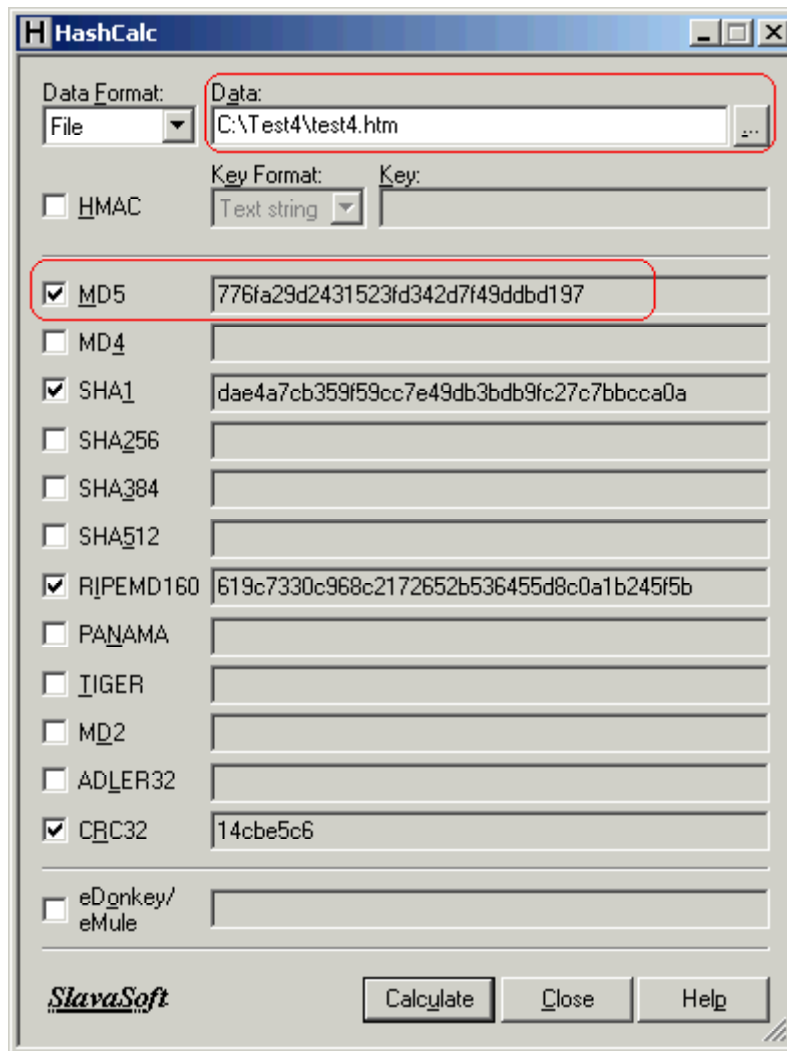 H HashCalc
Data Format: Data:
File C:\Test4\test4.htm ...
Key Format: Key:
HMAC Text string
MD5 776fa29d2431523fd342d7f49ddbd197
MD4
SHA1 dae4a7cb359f59cc7e49db3bdb9fc27c7bbcca0a
SHA256
SHA384
SHA512
RIPEMD160 619c7330c968c2172652b536455d8c0a1b245f5b
PANAMA
TIGER
MD2
ADLER32
CRC32 14cbe5c6
eDonkey/
eMule
SlavaSoft Calculate Close Help